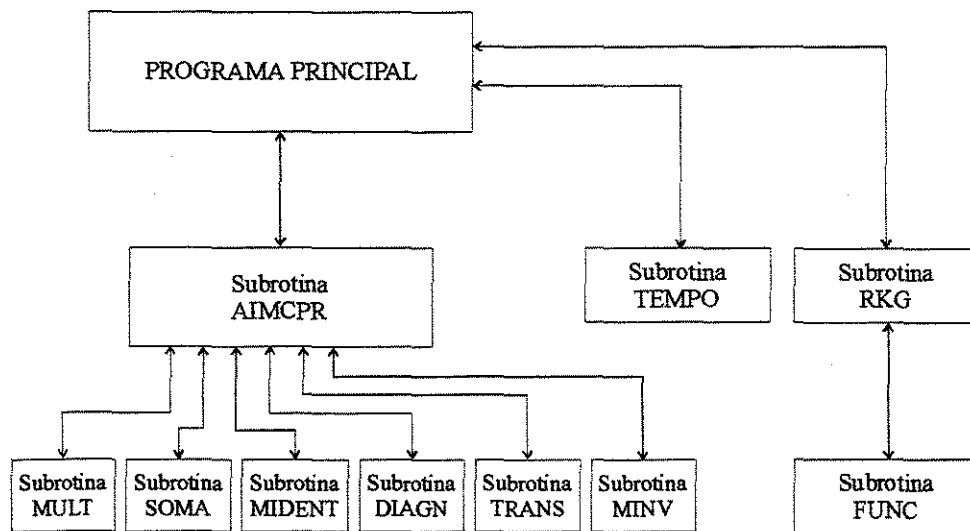 PROGRAMA PRINCIPAL
Subrotina
AIMCPR
Subrotina
TEMPO
Subrotina
RKG
Subrotina
MULT
Subrotina
SOMA
Subrotina
MIDENT
Subrotina
DIAGN
Subrotina
TRANS
Subrotina
MINV
Subrotina
FUNC